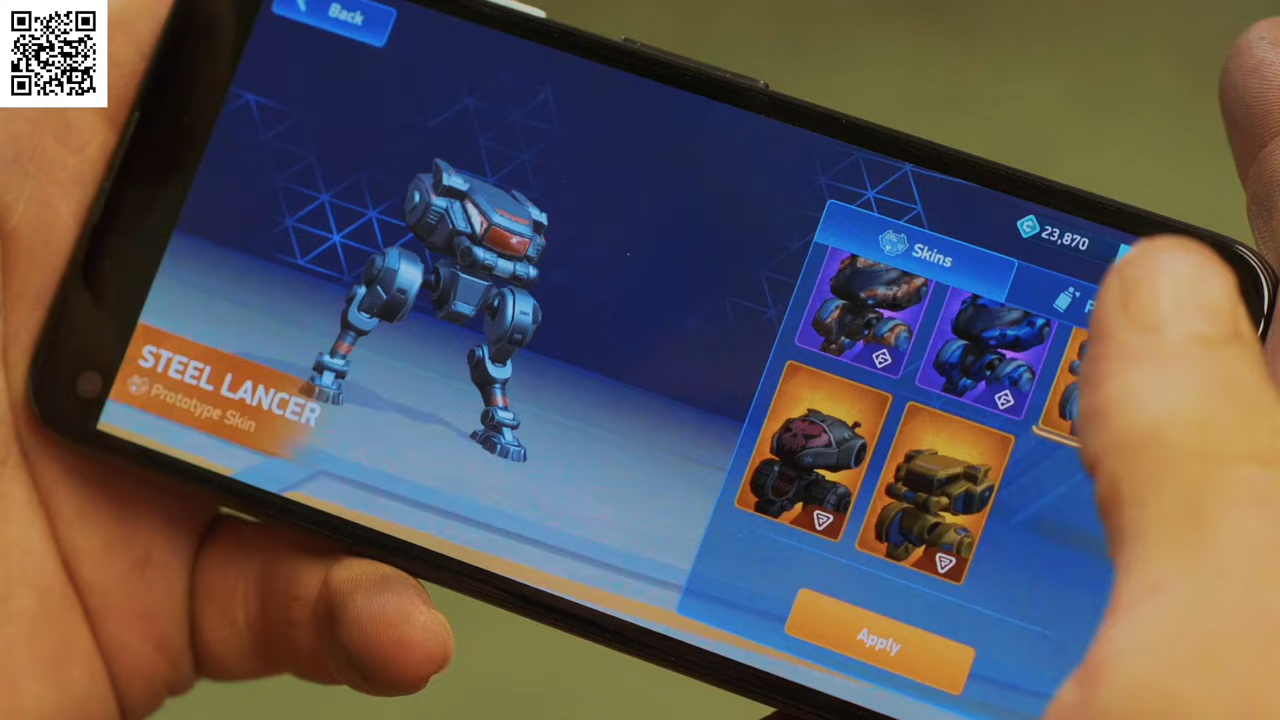 Back
23,870
Skins
STEEL LANCER
Prototype Skin
Apply